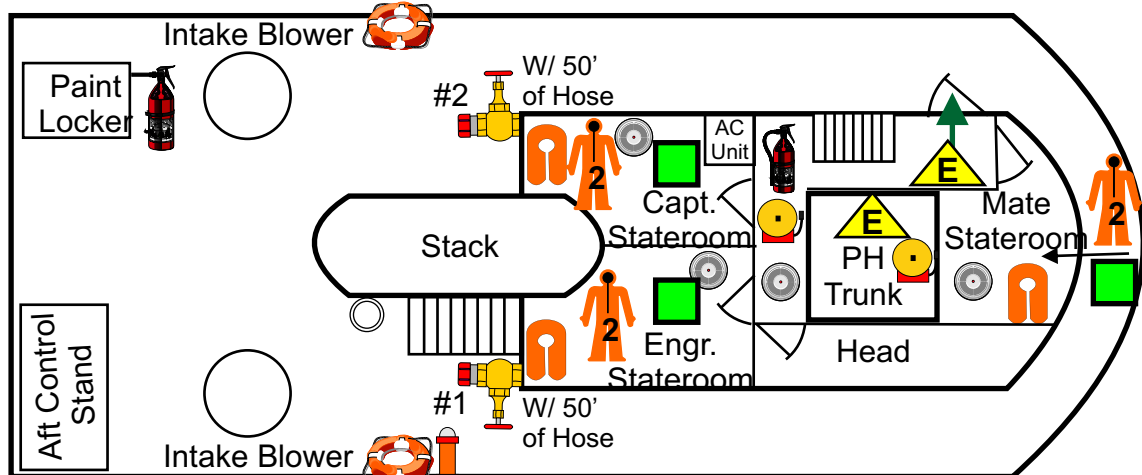 Intake Blower
W/ 50’
of Hose
#2
Paint
Locker
AC
Unit
E
2
2
Capt.
Stateroom
Mate
Stateroom
E
Stack
PH
Trunk
2
Engr.
Stateroom
Head
Aft Control
Stand
#1
W/ 50’
of Hose
Intake Blower